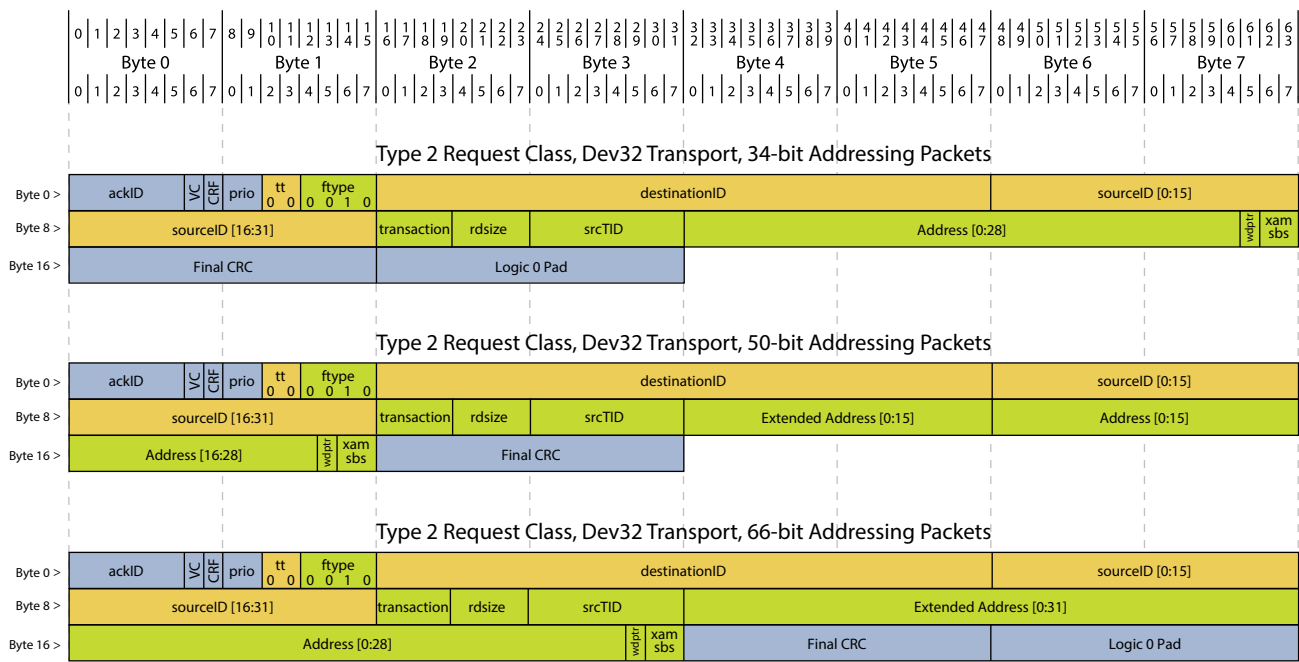 0 1 2 3 4 5 6 7 8 9 10 11 12 13 14 15 16 17 18 19 20 21 22 23 24 25 26 27 28 29 30 31 32 33 34 35 36 37 38 39 40 41 42 43 44 45 46 47 48 49 50 51 52 53 54 55 56 57 58 59 60 61 62 63
Byte 0 Byte 1 Byte 2 Byte 3 Byte 4 Byte 5 Byte 6 Byte 7
0 1 2 3 4 5 6 7 0 1 2 3 4 5 6 7 0 1 2 3 4 5 6 7 0 1 2 3 4 5 6 7 0 1 2 3 4 5 6 7 0 1 2 3 4 5 6 7 0 1 2 3 4 5 6 7 0 1 2 3 4 5 6 7
Type 2 Request Class, Dev32 Transport, 34-bit Addressing Packets
Byte 0 > ackID VC CRF prio tt 0 0 ftype 0 0 1 0 destinationID sourceID [0:15]
Byte 8 > sourceID [16:31] transaction rdsize srcTID Address [0:28] wdptr xam sbs
Byte 16 > Final CRC Logic 0 Pad
Type 2 Request Class, Dev32 Transport, 50-bit Addressing Packets
Byte 0 > ackID VC CRF prio tt 0 0 ftype 0 0 1 0 destinationID sourceID [0:15]
Byte 8 > sourceID [16:31] transaction rdsize srcTID Extended Address [0:15] Address [0:15]
Byte 16 > Address [16:28] wdptr xam sbs Final CRC
Type 2 Request Class, Dev32 Transport, 66-bit Addressing Packets
Byte 0 > ackID VC CRF prio tt 0 0 ftype 0 0 1 0 destinationID sourceID [0:15]
Byte 8 > sourceID [16:31] transaction rdsize srcTID Extended Address [0:31]
Byte 16 > Address [0:28] wdptr xam sbs Final CRC Logic 0 Pad